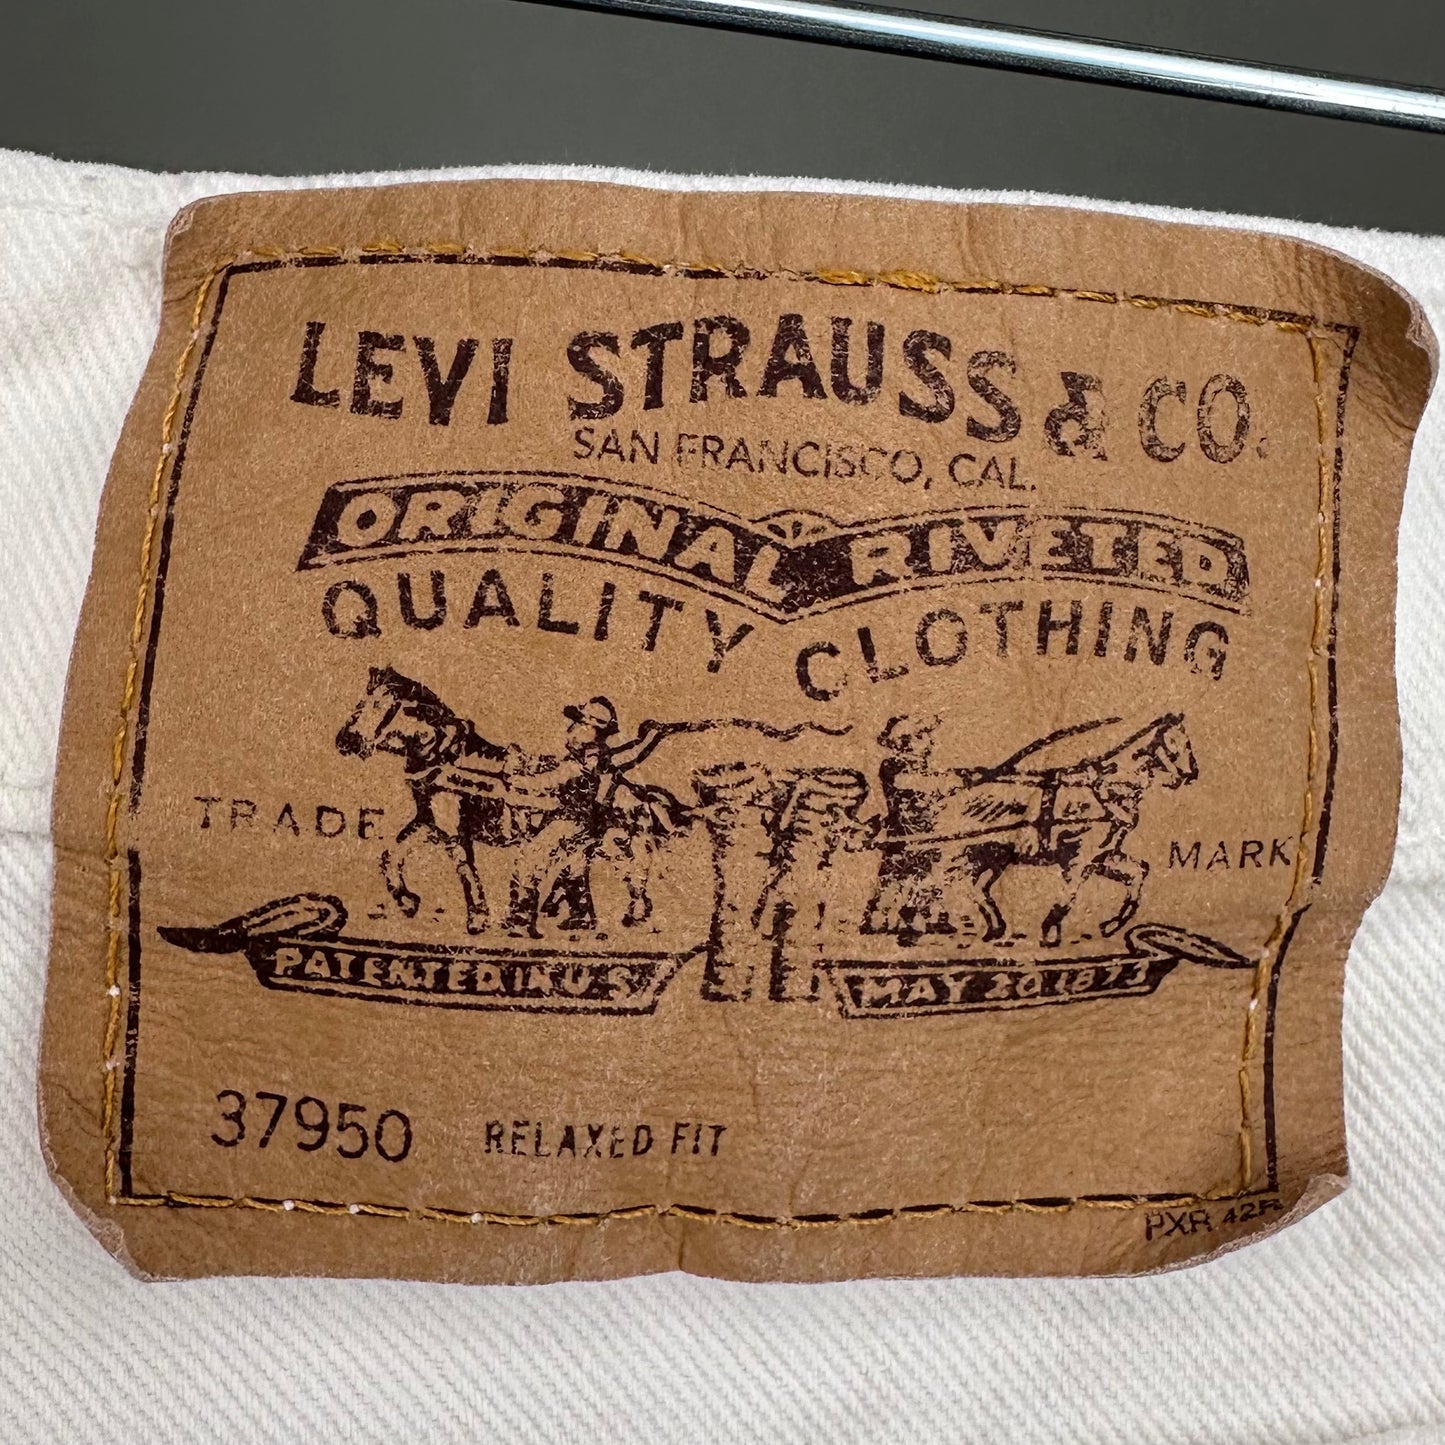 LEVI STRAUSS & CO.
SAN FRANCISCO, CAL.
ORIGINAL RIVETED
QUALITY CLOTHING
TRADE MARK
PATENTED IN U.S. MAY 20 1873
37950 RELAXED FIT
PXR 42R